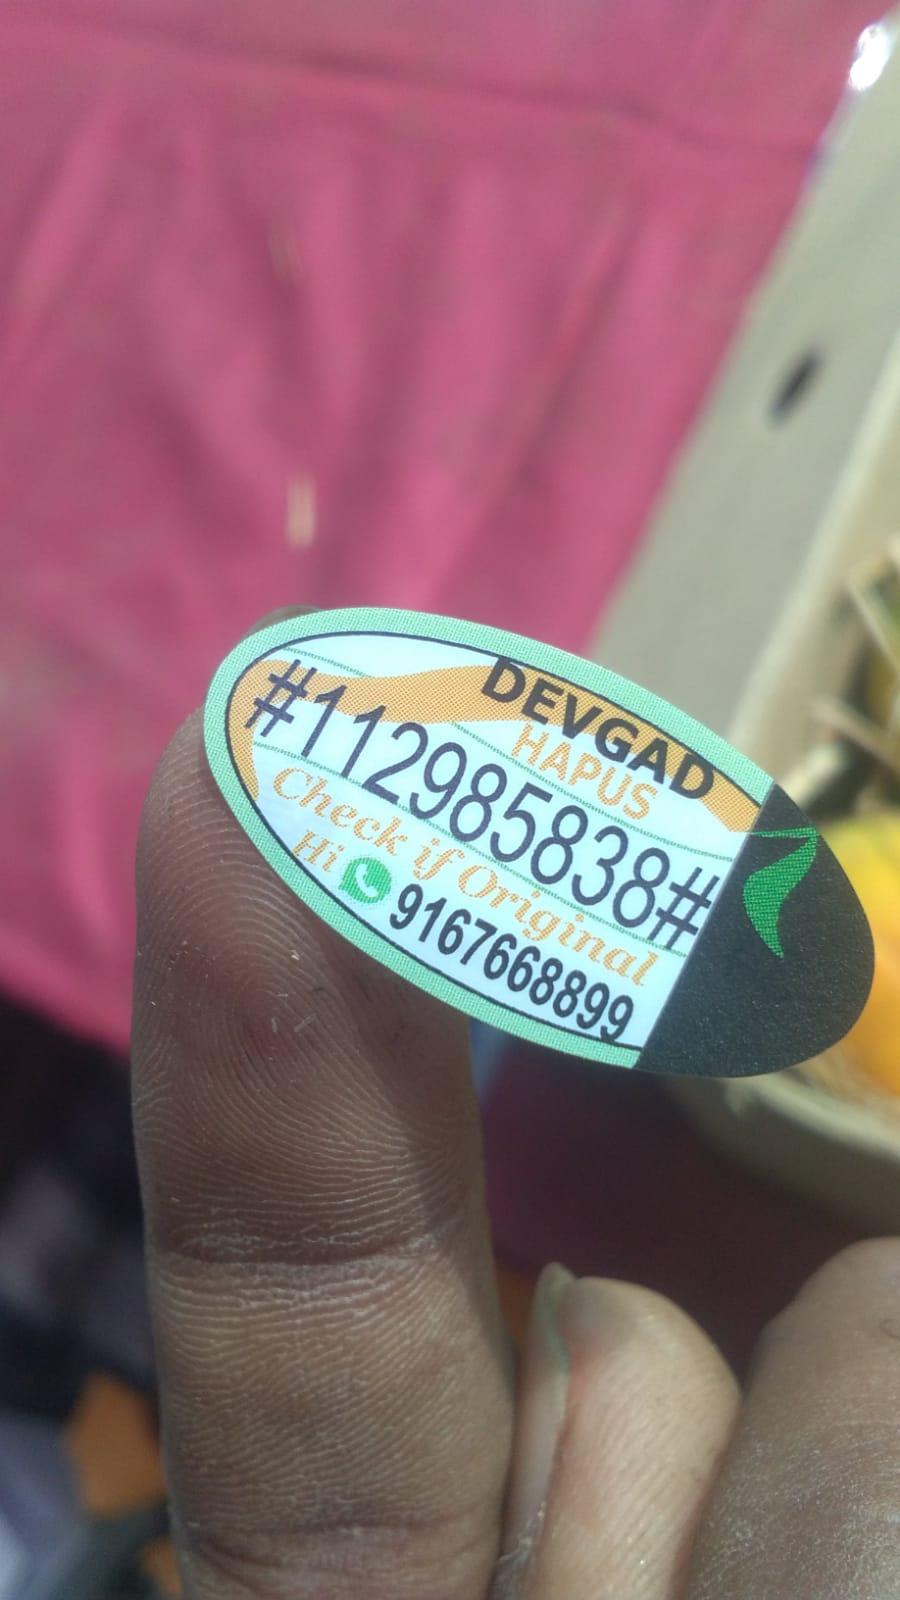 DEVGAD
HAPUS
#112985838#
Check if Original
Hi 9167668899